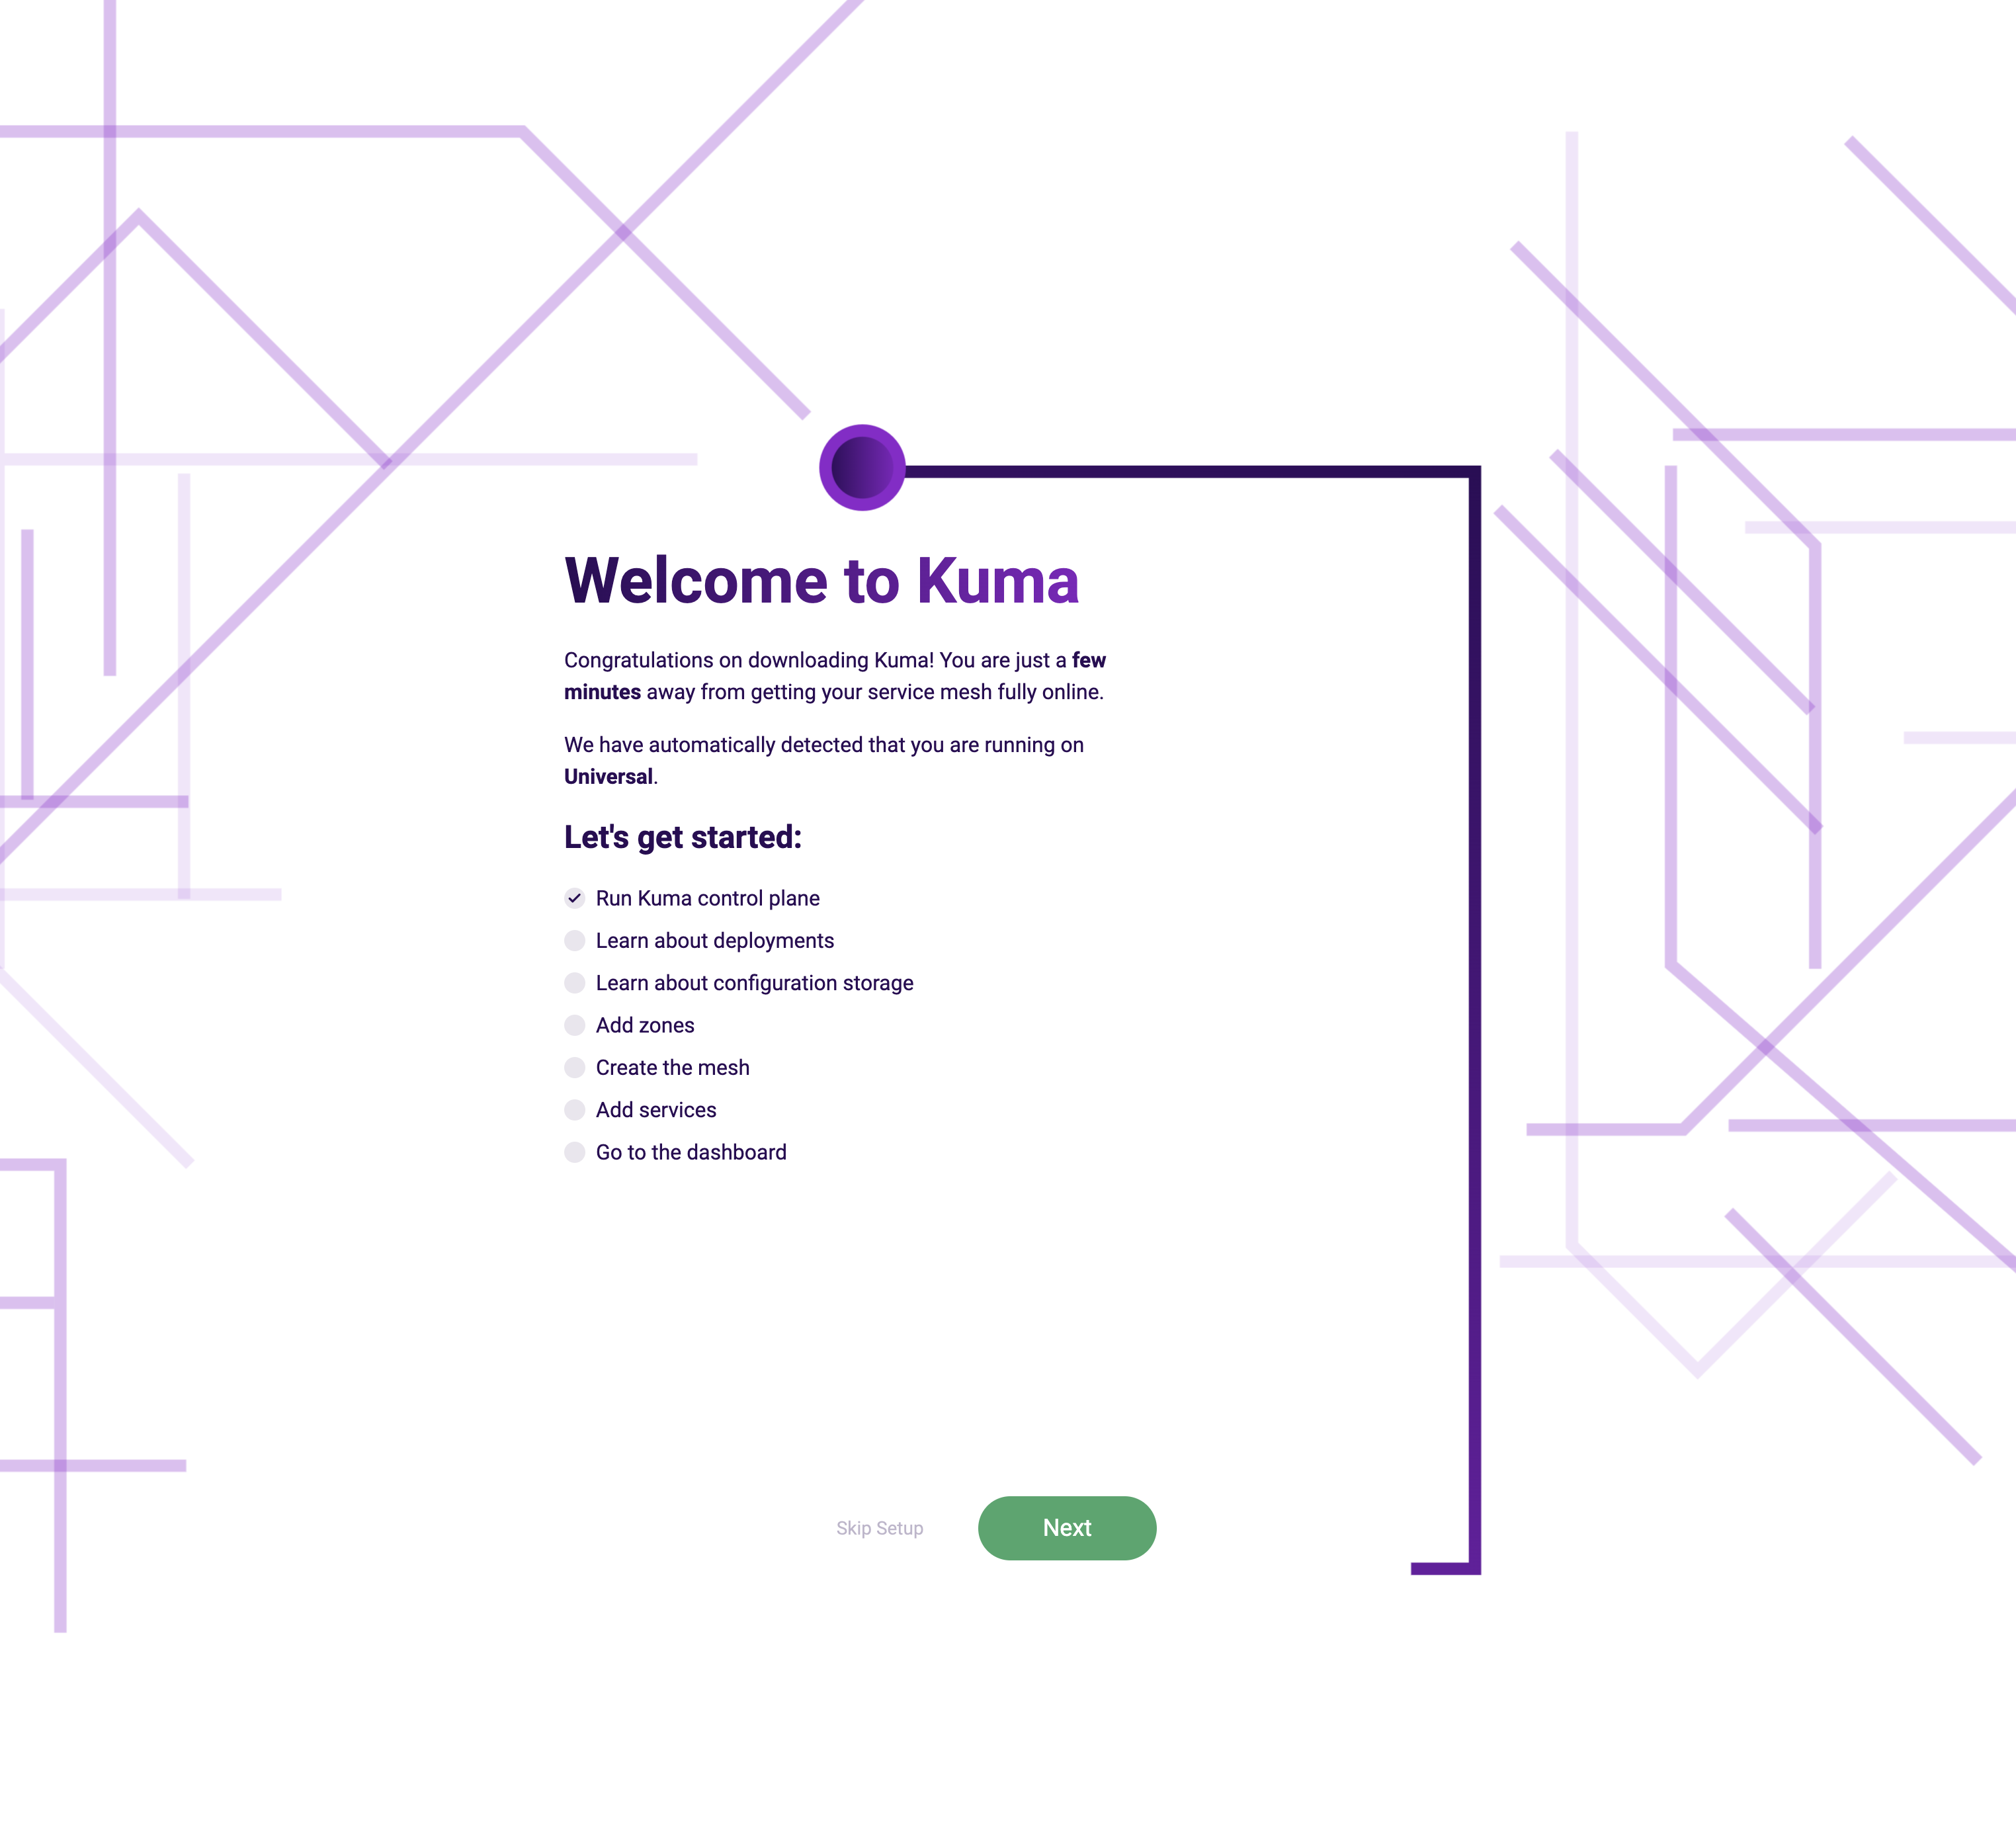 Welcome to Kuma
Congratulations on downloading Kuma! You are just a few
minutes away from getting your service mesh fully online.
We have automatically detected that you are running on
Universal.
Let's get started:
Run Kuma control plane
Learn about deployments
Learn about configuration storage
Add zones
Create the mesh
Add services
Go to the dashboard
Skip Setup
Next